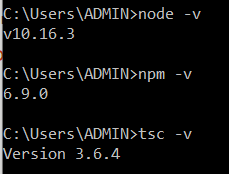 C:\Users\ADMIN>node -v
v10.16.3
C:\Users\ADMIN>npm -v
6.9.0
C:\Users\ADMIN>tsc -v
Version 3.6.4